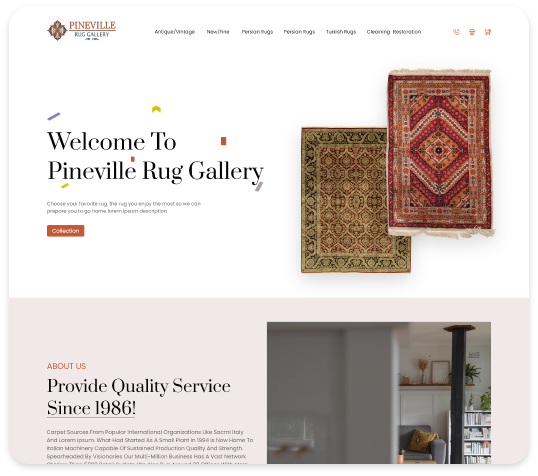 PINEVILLE
RUG GALLERY
Antique/Vintage New/Fine Persian Rugs Persian Rugs Turkish Rugs Cleaning Restoration
Welcome To
Pineville Rug Gallery
Choose your favorite rug, the rug you enjoy the most so we can
prepare you to go home lorem ipsum description
Collection
ABOUT US
Provide Quality Service
Since 1986!
Carpet Sources From Popular International Organizations Like Sacmi Italy
And Lorem Ipsum. What Had Started As A Small Plant In 1994 Is Now Home To
Italian Machinery Capable Of Sustained Production Quality And Strength.
Spearheaded By Visionaries Our Multi-Million Business Has A Vast Network